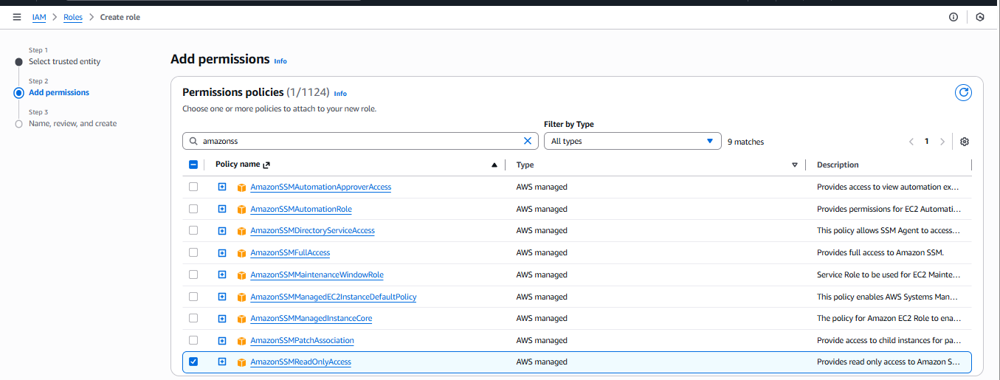 IAM > Roles > Create role
Step 1
Select trusted entity
Step 2
Add permissions
Step 3
Name, review, and create
Add permissions Info
Permissions policies (1/1124) Info
Choose one or more policies to attach to your new role.
Filter by Type
amazonss
All types
9 matches
1
Policy name
Type
Description
AmazonSSMAutomationApproverAccess AWS managed Provides access to view automation ex…
AmazonSSMAutomationRole AWS managed Provides permissions for EC2 Automati…
AmazonSSMDirectoryServiceAccess AWS managed This policy allows SSM Agent to access…
AmazonSSMFullAccess AWS managed Provides full access to Amazon SSM.
AmazonSSMMaintenanceWindowRole AWS managed Service Role to be used for EC2 Mainte…
AmazonSSMManagedEC2InstanceDefaultPolicy AWS managed This policy enables AWS Systems Man…
AmazonSSMManagedInstanceCore AWS managed The policy for Amazon EC2 Role to ena…
AmazonSSMPatchAssociation AWS managed Provide access to child instances for pa…
AmazonSSMReadOnlyAccess AWS managed Provides read only access to Amazon S…